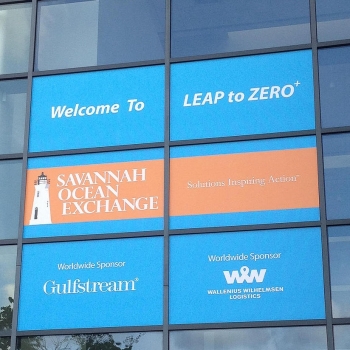 Welcome To
LEAP to ZERO+
SAVANNAH
OCEAN
EXCHANGE
Solutions Inspiring Action™
Worldwide Sponsor
Gulfstream®
Worldwide Sponsor
WW
WALLENIUS WILHELMSEN
LOGISTICS